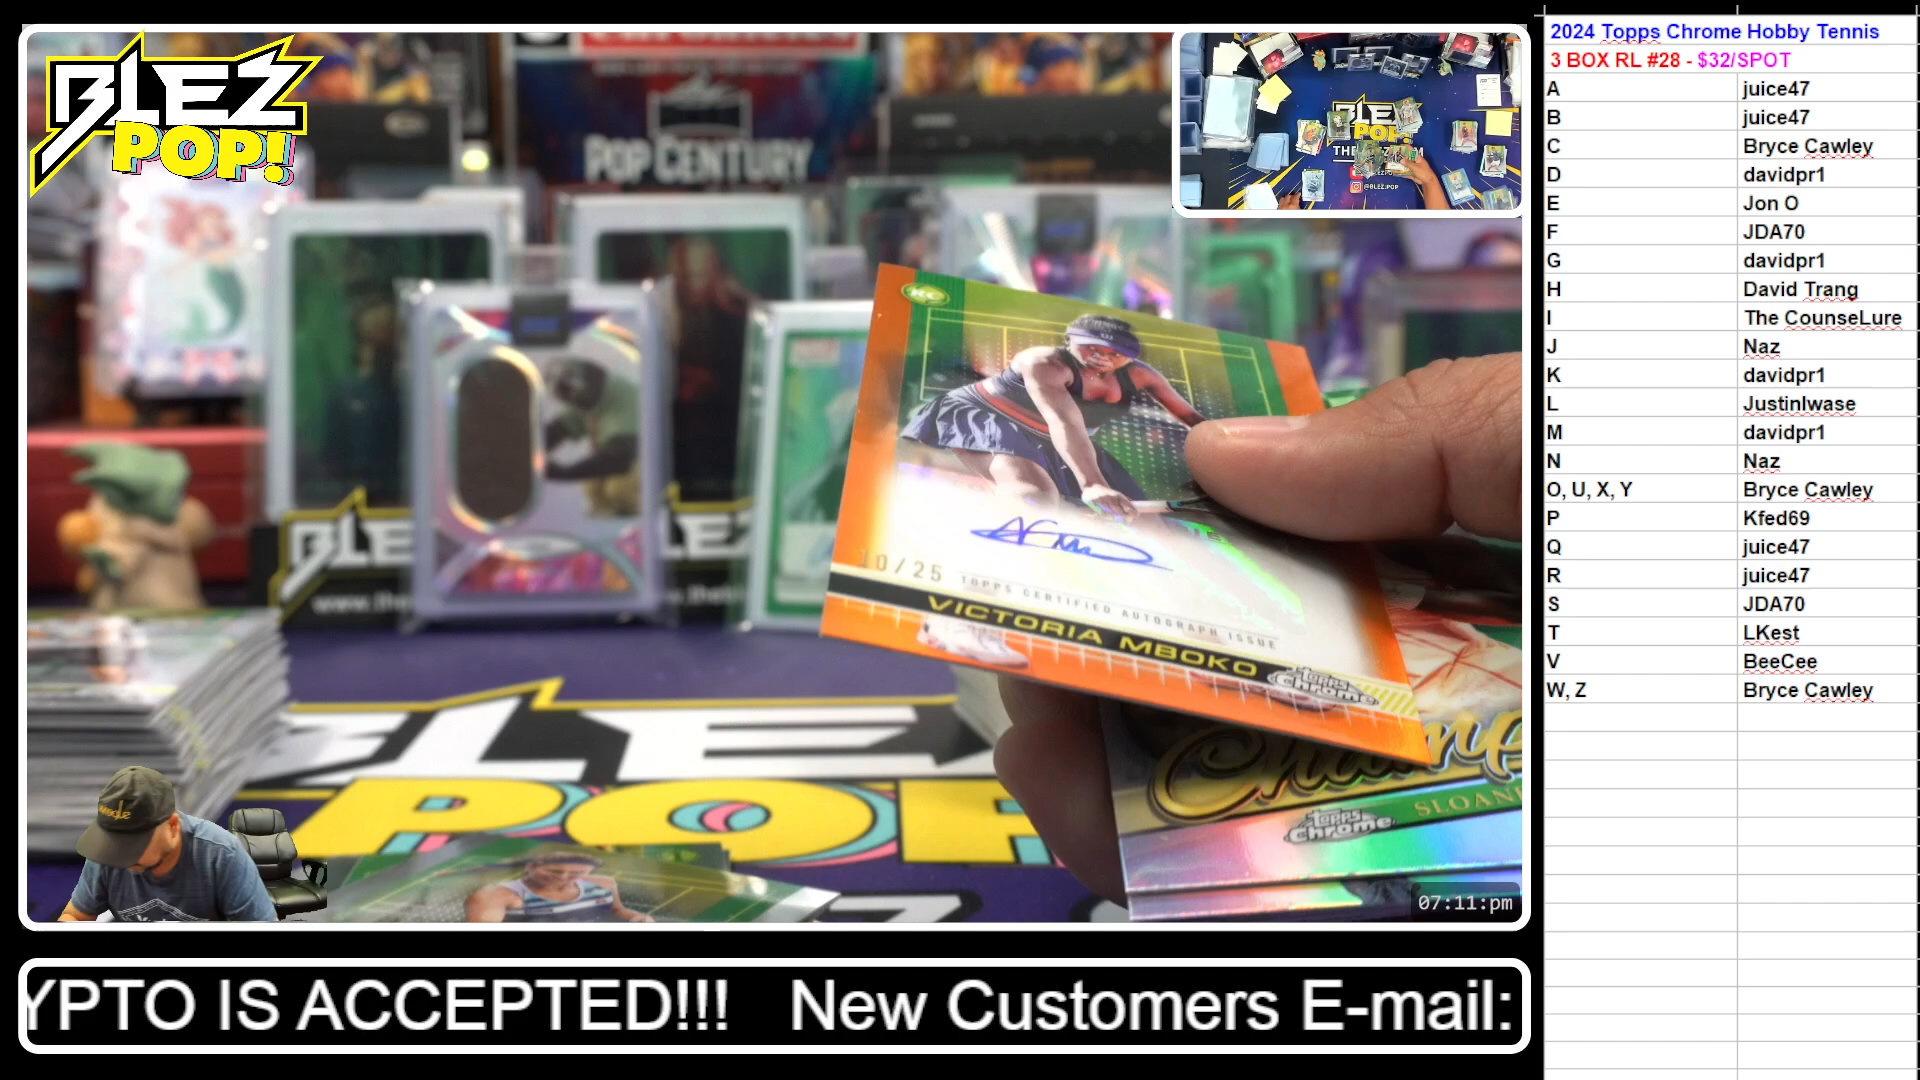 BLEZ
POP!
POP CENTURY
BLEZ
RC
10/25
TOPPS CERTIFIED AUTOGRAPH ISSUE
VICTORIA MBOKO
Topps
Chrome
SLOANE
Topps
Chrome
07:11:pm
YPTO IS ACCEPTED!!! New Customers E-mail:
2024 Topps Chrome Hobby Tennis
3 BOX RL #28 - $32/SPOT
A juice47
B juice47
C Bryce Cawley
D davidpr1
E Jon O
F JDA70
G davidpr1
H David Trang
I The CounseLure
J Naz
K davidpr1
L JustinIwase
M davidpr1
N Naz
O, U, X, Y Bryce Cawley
P Kfed69
Q juice47
R juice47
S JDA70
T LKest
V BeeCee
W, Z Bryce Cawley